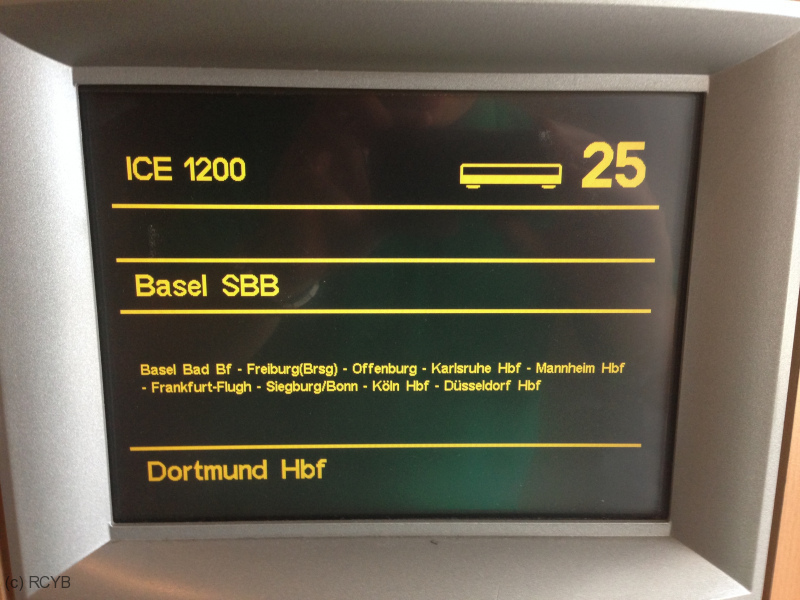 ICE 1200 25
Basel SBB
Basel Bad Bf - Freiburg(Brsg) - Offenburg - Karlsruhe Hbf - Mannheim Hbf
- Frankfurt-Flugh - Siegburg/Bonn - Köln Hbf - Düsseldorf Hbf
Dortmund Hbf
(c) RCYB